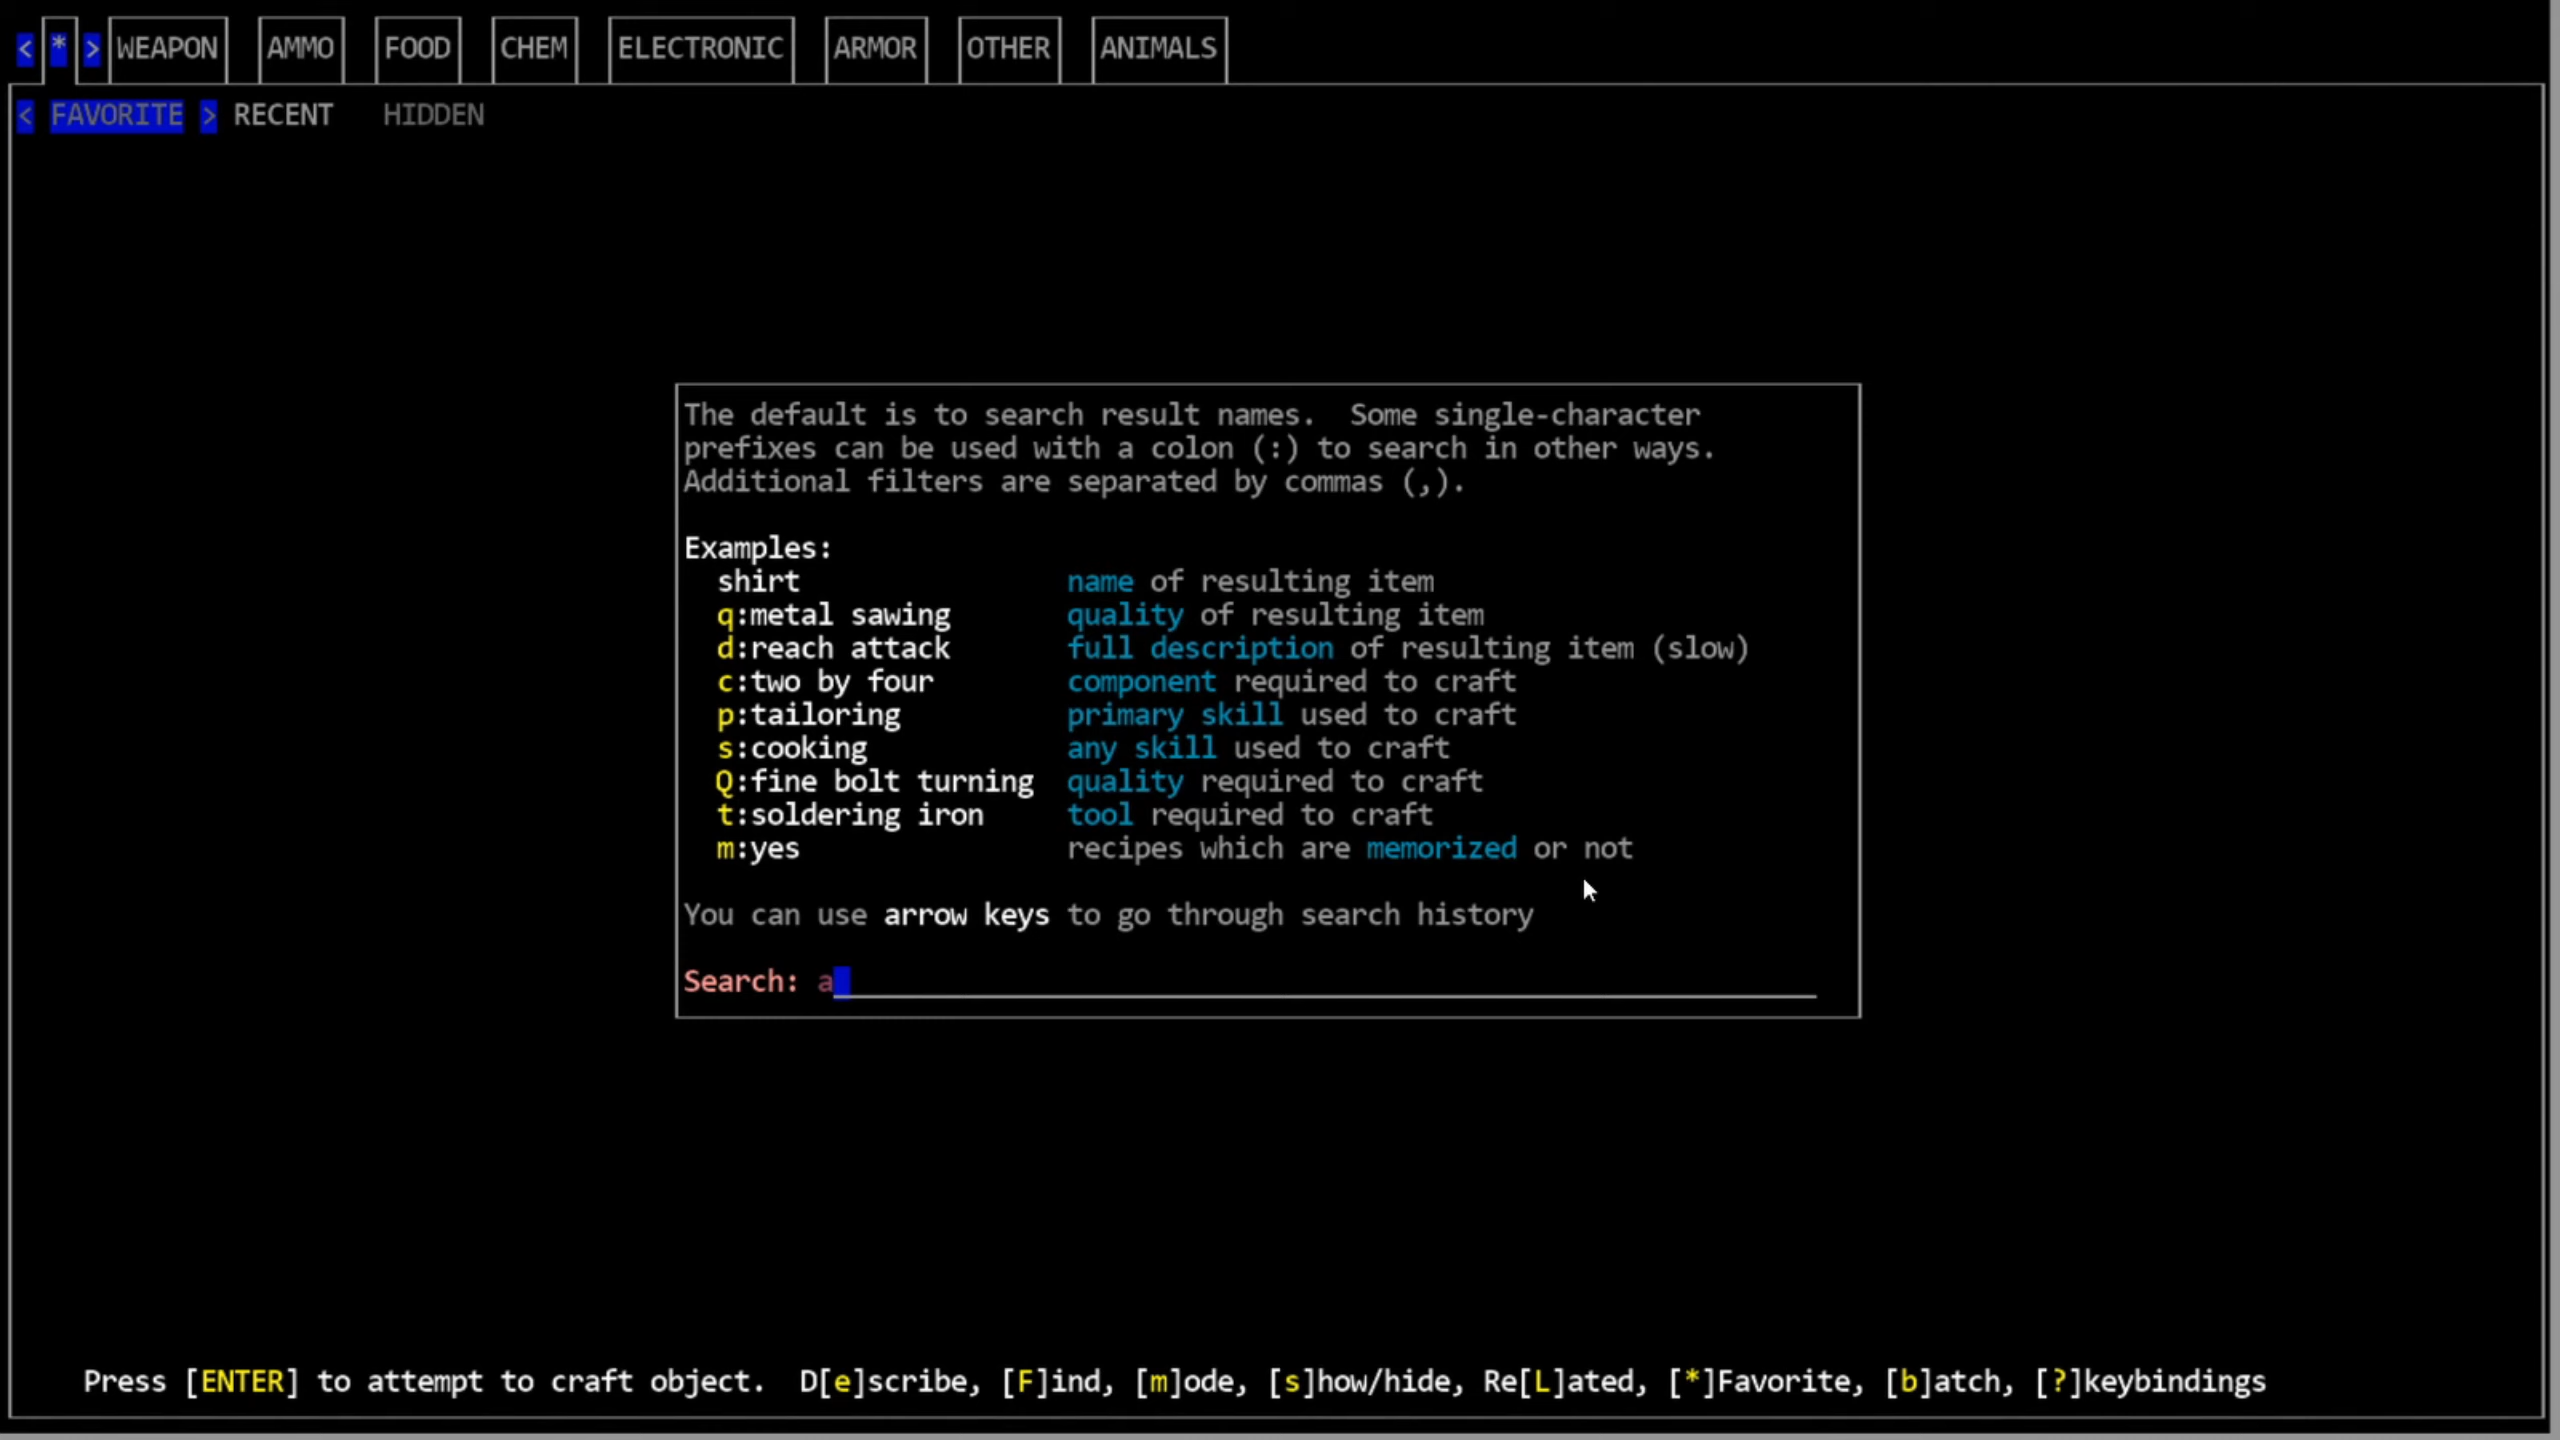 < * > WEAPON AMMO FOOD CHEM ELECTRONIC ARMOR OTHER ANIMALS
< FAVORITE > RECENT HIDDEN
The default is to search result names.  Some single-character
prefixes can be used with a colon (:) to search in other ways.
Additional filters are separated by commas (,).
Examples:
shirt name of resulting item
q:metal sawing quality of resulting item
d:reach attack full description of resulting item (slow)
c:two by four component required to craft
p:tailoring primary skill used to craft
s:cooking any skill used to craft
Q:fine bolt turning quality required to craft
t:soldering iron tool required to craft
m:yes recipes which are memorized or not
You can use arrow keys to go through search history
Search: a
Press [ENTER] to attempt to craft object.  D[e]scribe, [F]ind, [m]ode, [s]how/hide, Re[L]ated, [*]Favorite, [b]atch, [?]keybindings